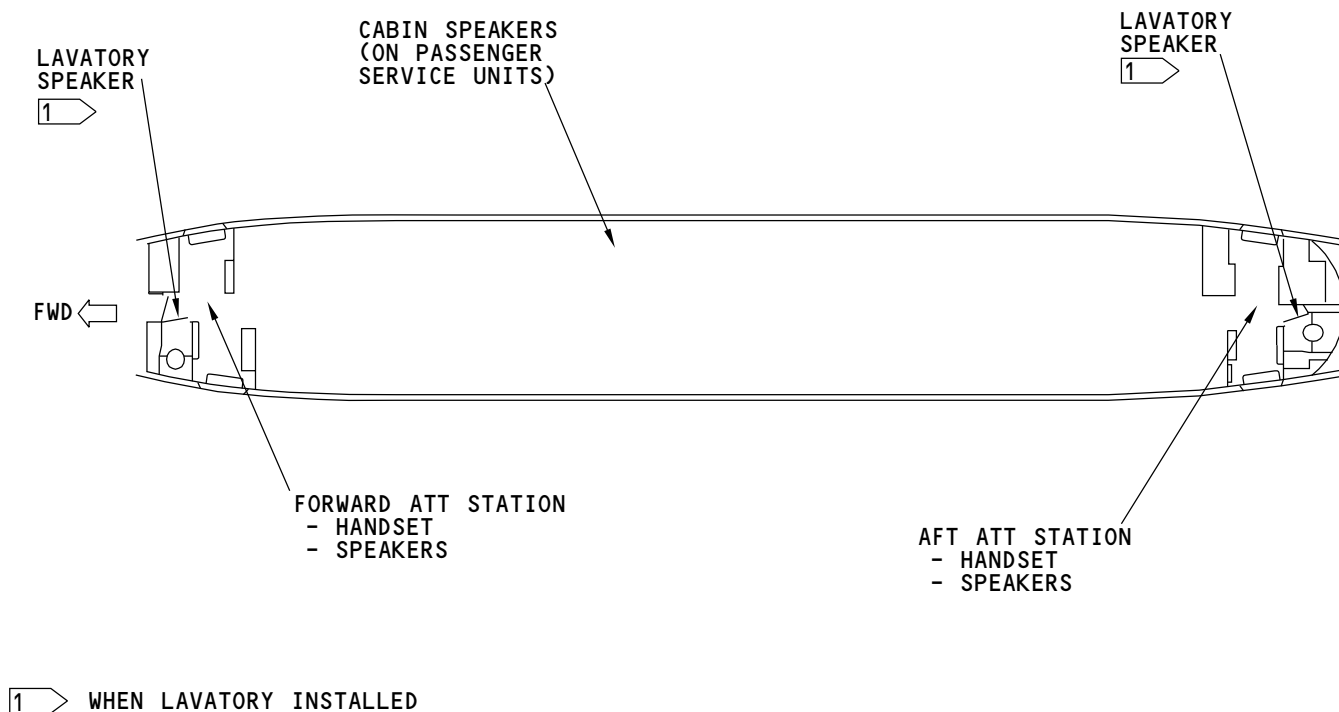 LAVATORY
SPEAKER
1
CABIN SPEAKERS
(ON PASSENGER
SERVICE UNITS)
LAVATORY
SPEAKER
1
FWD
FORWARD ATT STATION
- HANDSET
- SPEAKERS
AFT ATT STATION
- HANDSET
- SPEAKERS
1 WHEN LAVATORY INSTALLED